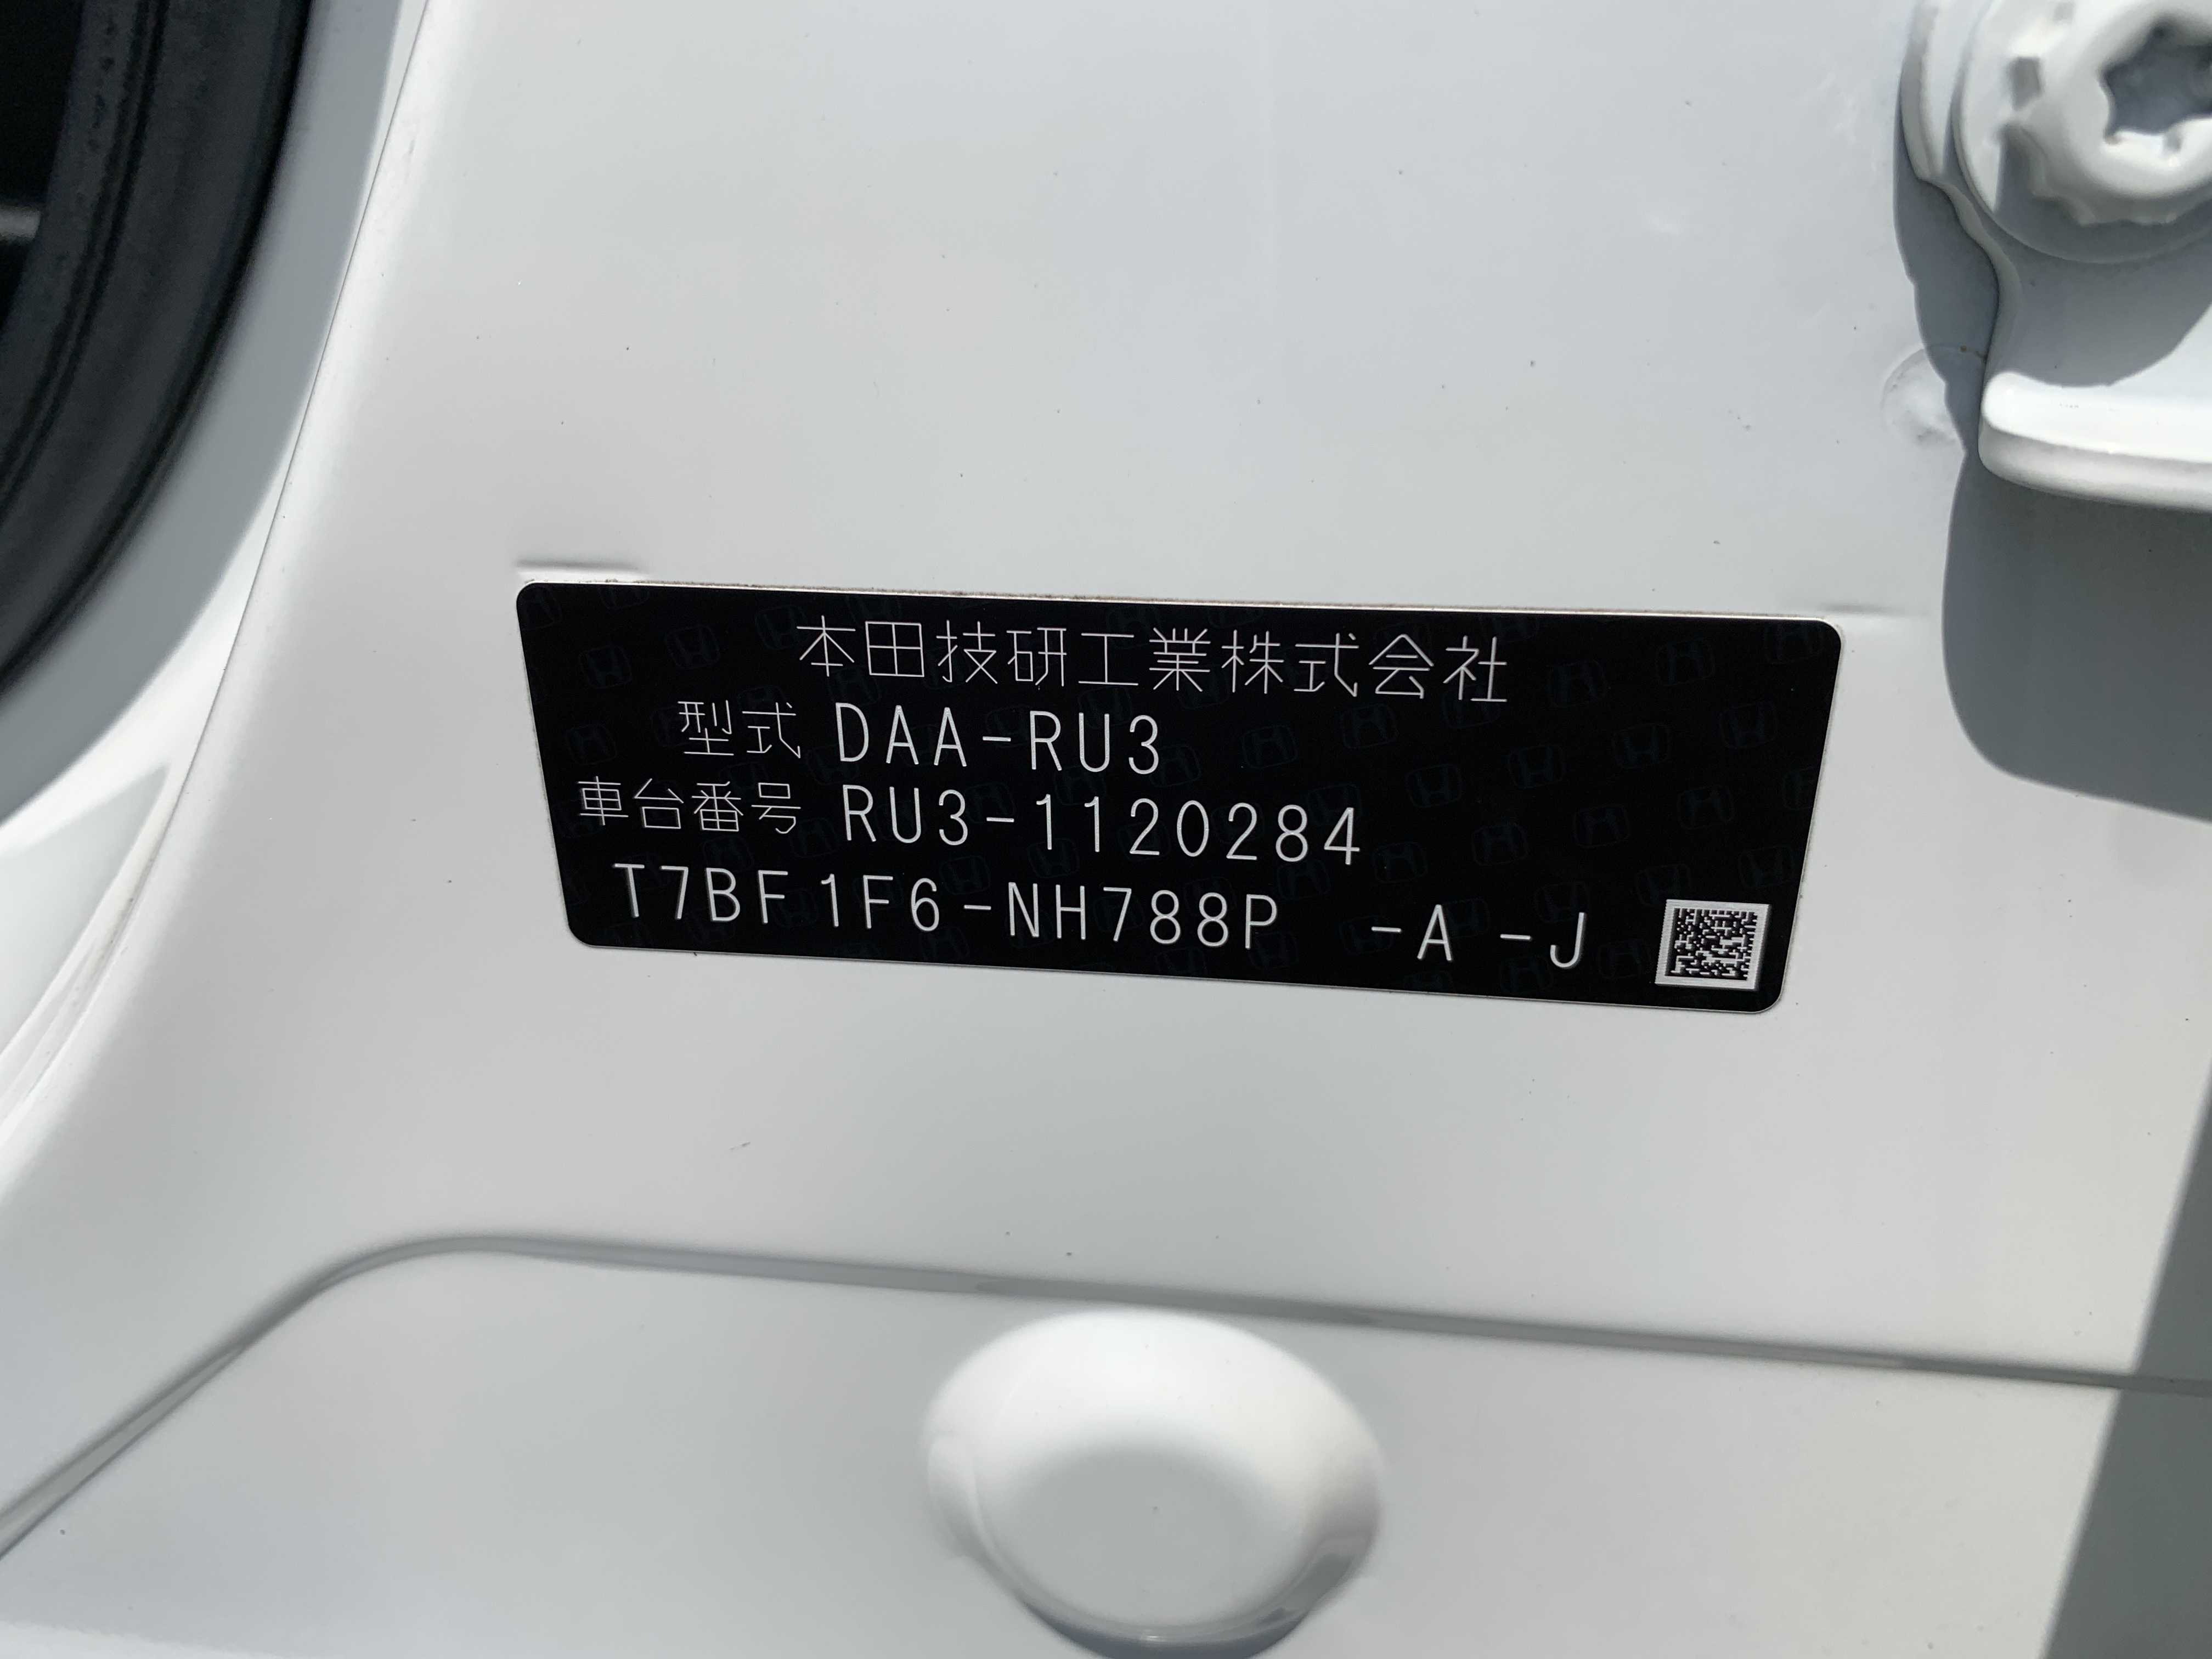 本田技研工業株式会社
型式 DAA-RU3
車台番号 RU3-1120284
T7BF1F6-NH788P -A -J